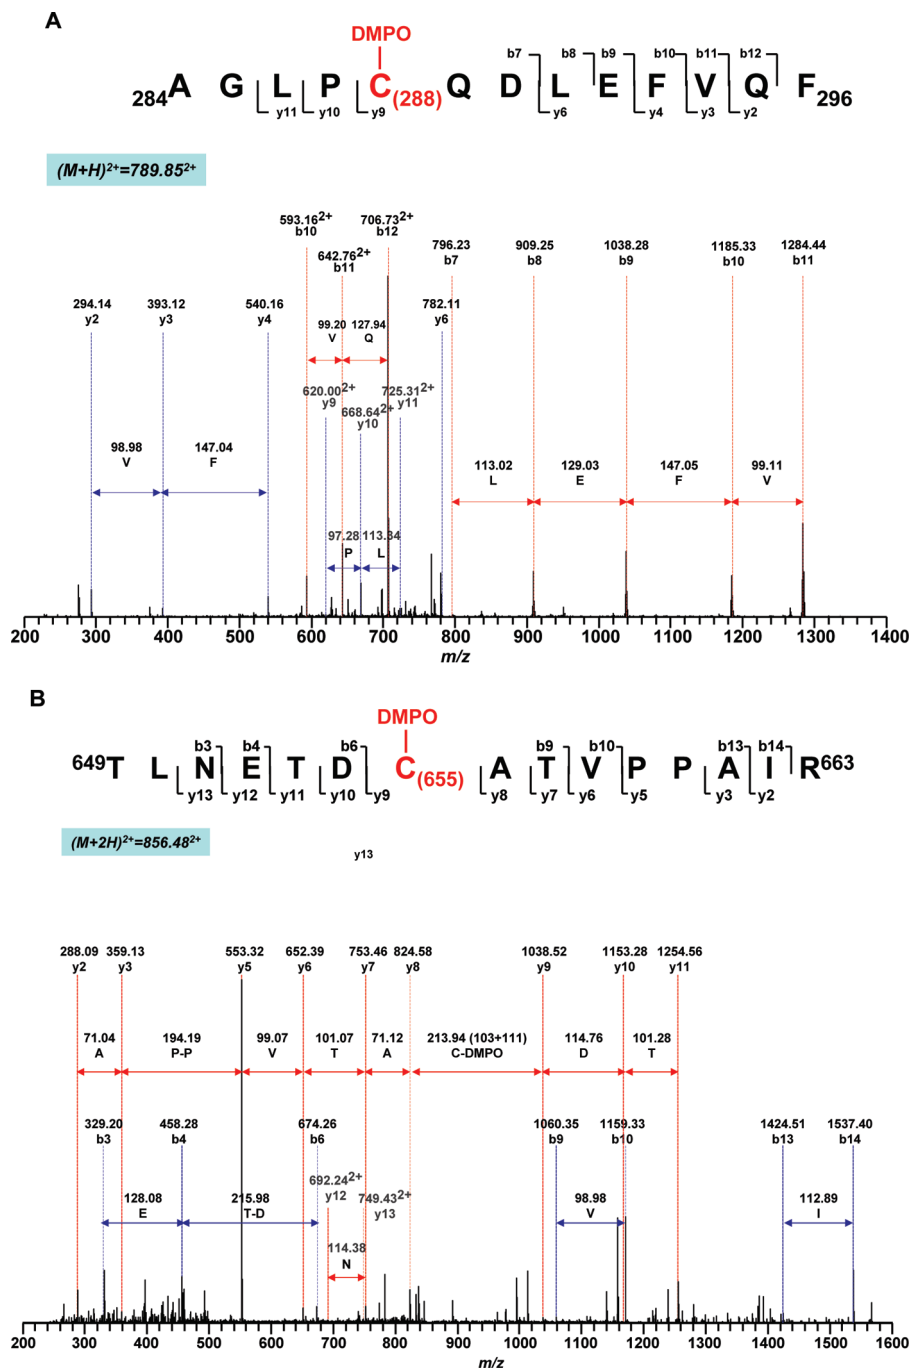 A
DMPO
284A G L P C(288) Q D L E F V Q F296
b7 b8 b9 b10 b11 b12
y11 y10 y9 y6 y4 y3 y2
(M+H)2+=789.852+
593.162+ 706.732+
b10 b12
642.762+
b11
796.23 909.25 1038.28 1185.33 1284.44
b7 b8 b9 b10 b11
294.14 393.12 540.16 782.11
y2 y3 y4 y6
99.20 127.94
V Q
620.002+ 725.312+
y9 y11
668.642+
y10
98.98 147.04
V F
113.02 129.03 147.05 99.11
L E F V
97.28 113.34
P L
200 300 400 500 600 700 800 900 1000 1100 1200 1300 1400
m/z
B
DMPO
649T L N E T D C(655) A T V P P A I R663
b3 b4 b6 b9 b10 b13 b14
y13 y12 y11 y10 y9 y8 y7 y6 y5 y3 y2
(M+2H)2+=856.482+
y13
288.09 359.13 553.32 652.39 753.46 824.58 1038.52 1153.28 1254.56
y2 y3 y5 y6 y7 y8 y9 y10 y11
71.04 194.19 99.07 101.07 71.12 213.94 (103+111) 114.76 101.28
A P-P V T A C-DMPO D T
329.20 458.28 674.26 1060.35 1159.33 1424.51 1537.40
b3 b4 b6 b9 b10 b13 b14
692.242+
y12
749.432+
y13
128.08 215.98 98.98 112.89
E T-D V I
114.38
N
200 300 400 500 600 700 800 900 1000 1100 1200 1300 1400 1500 1600
m/z